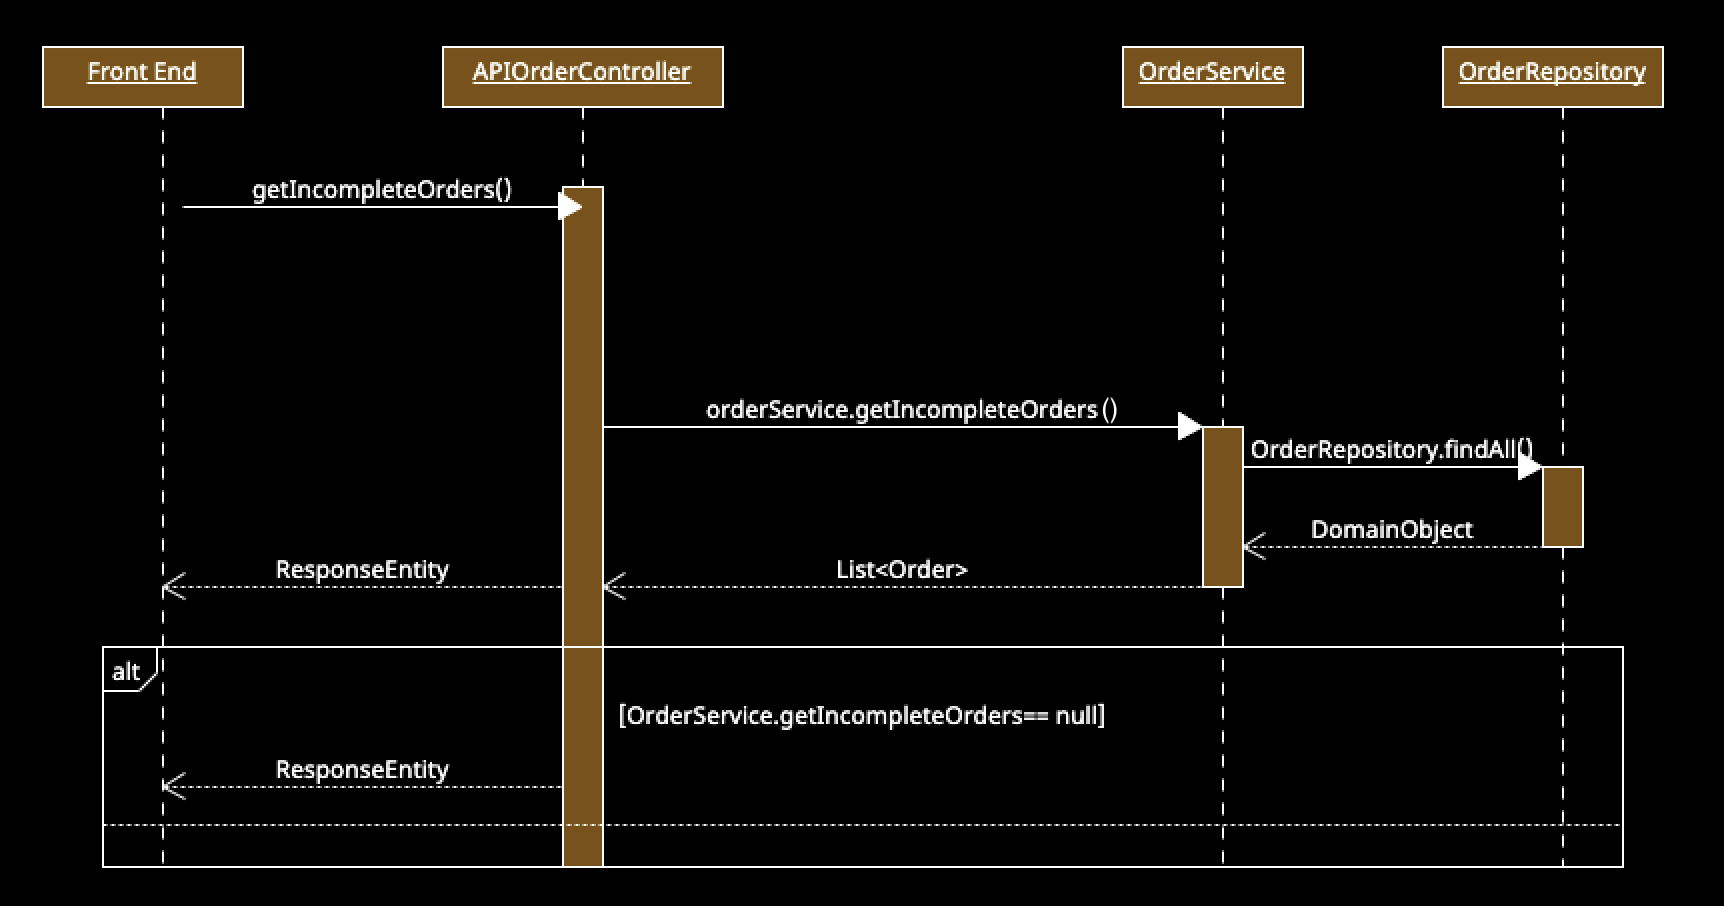 Front End
APIOrderController
OrderService
OrderRepository
getIncompleteOrders()
orderService.getIncompleteOrders ()
OrderRepository.findAll()
DomainObject
ResponseEntity
List<Order>
alt
[OrderService.getIncompleteOrders== null]
ResponseEntity